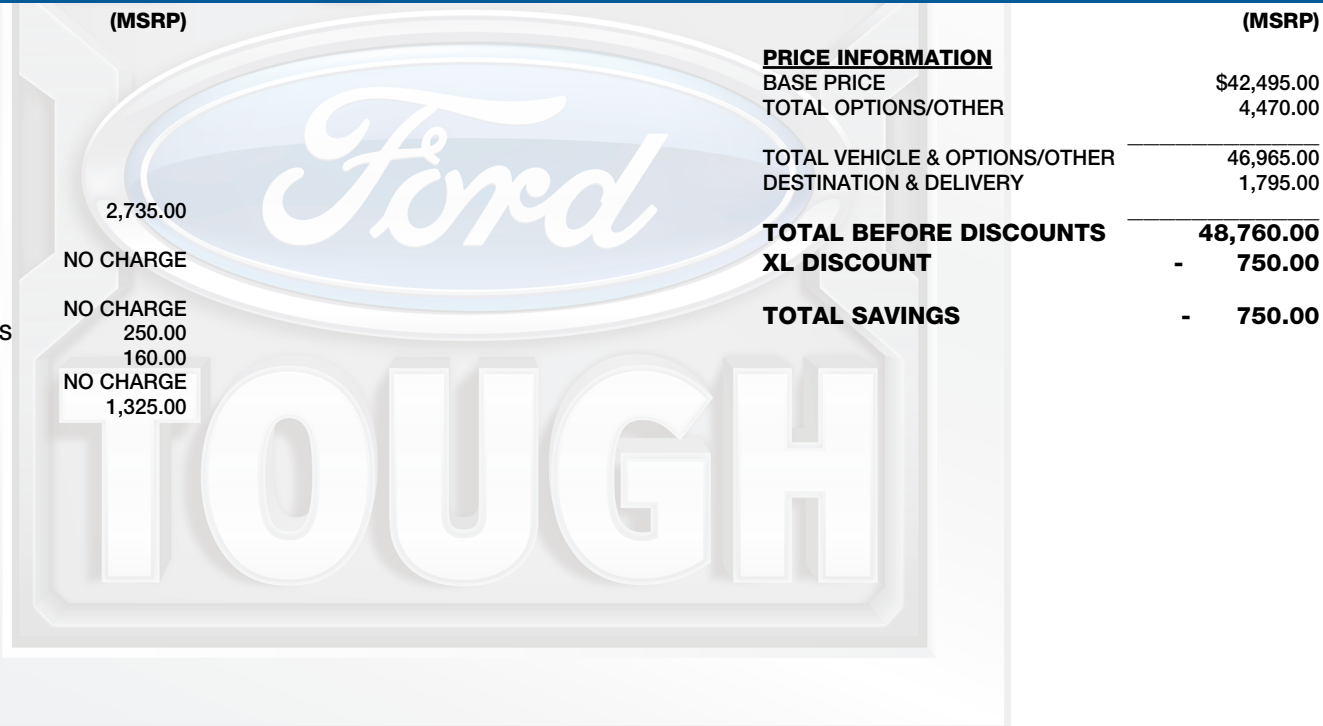 (MSRP)
2,735.00
NO CHARGE
NO CHARGE
S 250.00
160.00
NO CHARGE
1,325.00
Ford
TOUGH
(MSRP)
PRICE INFORMATION
BASE PRICE $42,495.00
TOTAL OPTIONS/OTHER 4,470.00
TOTAL VEHICLE & OPTIONS/OTHER 46,965.00
DESTINATION & DELIVERY 1,795.00
TOTAL BEFORE DISCOUNTS 48,760.00
XL DISCOUNT - 750.00
TOTAL SAVINGS - 750.00